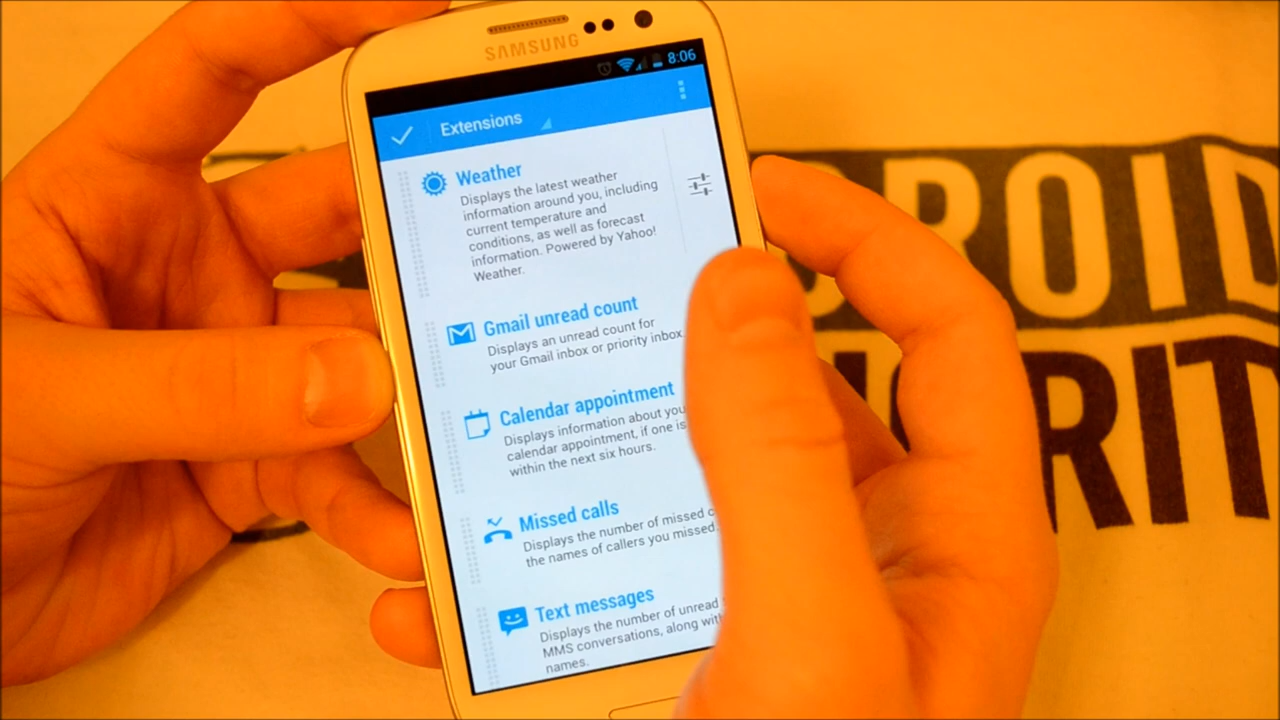 SAMSUNG
8:06
Extensions
Weather
Displays the latest weather
information around you, including
current temperature and
conditions, as well as forecast
information. Powered by Yahoo!
Weather.
Gmail unread count
Displays an unread count for
your Gmail inbox or priority inbox.
Calendar appointment
Displays information about
calendar appointment, if one is
within the next six hours.
Missed calls
Displays the number of missed
the names of callers you missed.
Text messages
Displays the number of unread
MMS conversations, along with
names.
ROID
RIT